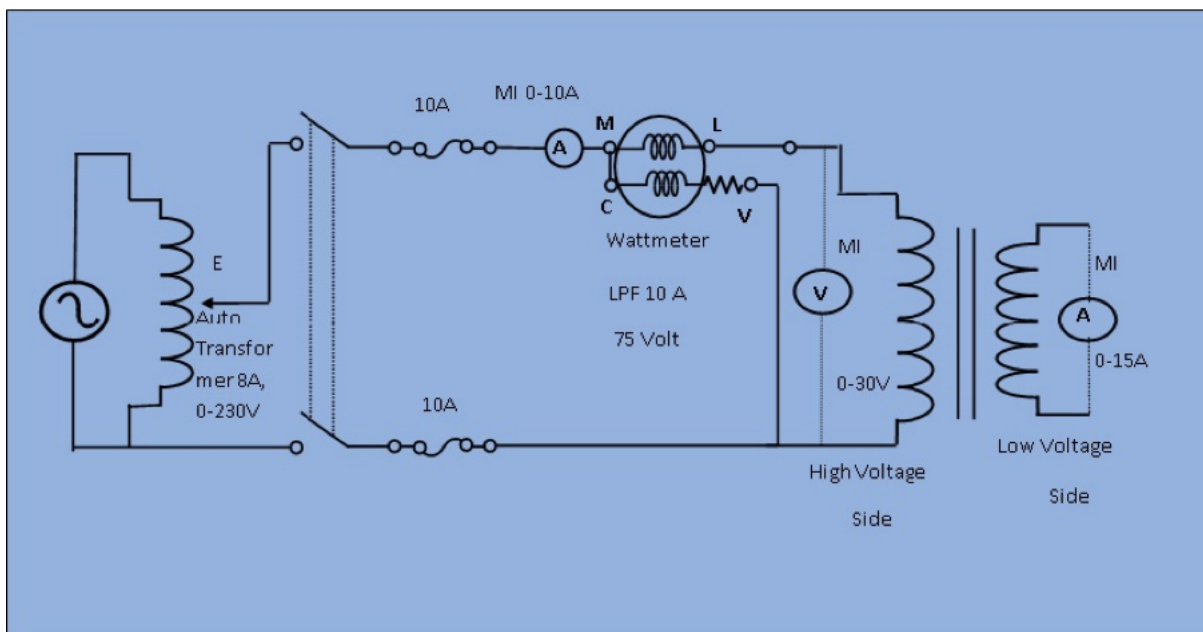 10A
MI 0-10A
A
M
L
C
V
Wattmeter
LPF 10 A
75 Volt
E
Auto
Transfor
mer 8A,
0-230V
10A
MI
V
0-30V
High Voltage
Side
MI
A
0-15A
Low Voltage
Side